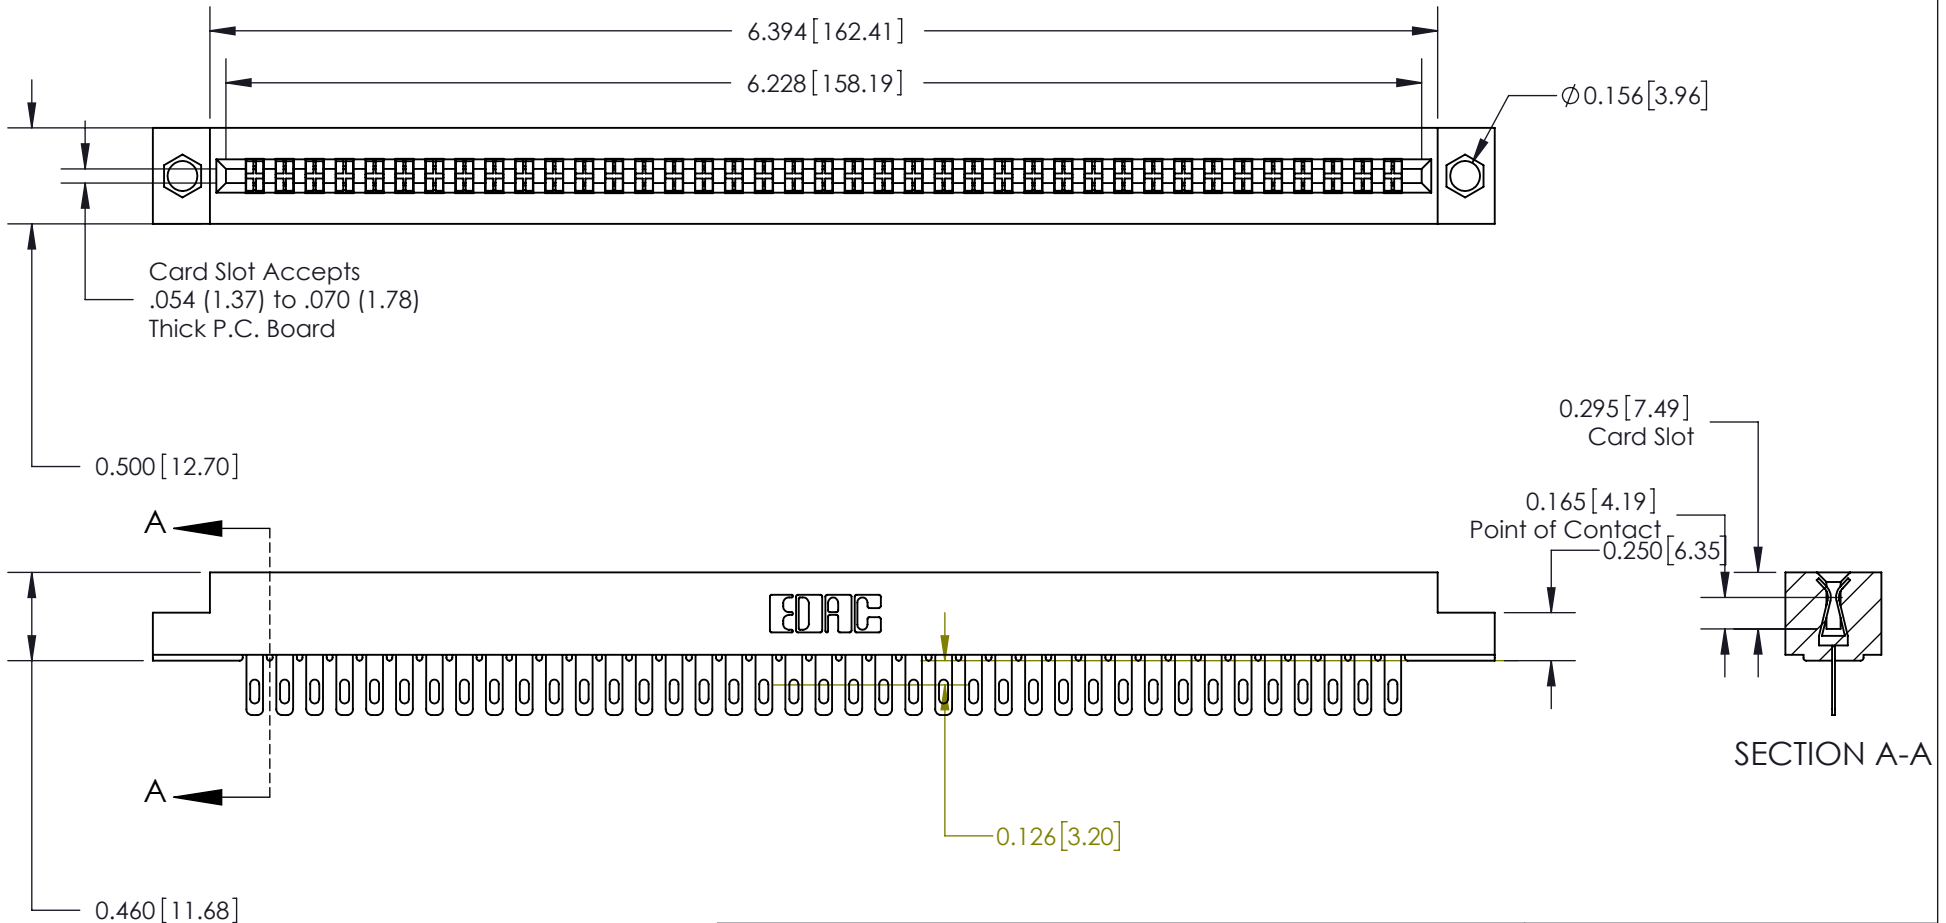 6.394[162.41]
6.228[158.19]
Ø0.156[3.96]
Card Slot Accepts
.054 (1.37) to .070 (1.78)
Thick P.C. Board
0.295[7.49]
Card Slot
0.500[12.70]
0.165[4.19]
Point of Contact
0.250[6.35]
A
EDAC
SECTION A-A
A
0.126[3.20]
0.460[11.68]